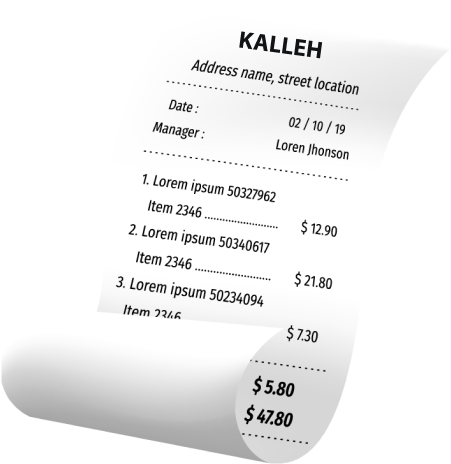 KALLEH
Address name, street location
Date : 02 / 10 / 19
Manager : Loren Jhonson
1. Lorem ipsum 50327962
Item 2346 ........................... $ 12.90
2. Lorem ipsum 50340617
Item 2346 ........................... $ 21.80
3. Lorem ipsum 50234094
Item 2346 $ 7.30
$ 5.80
$ 47.80